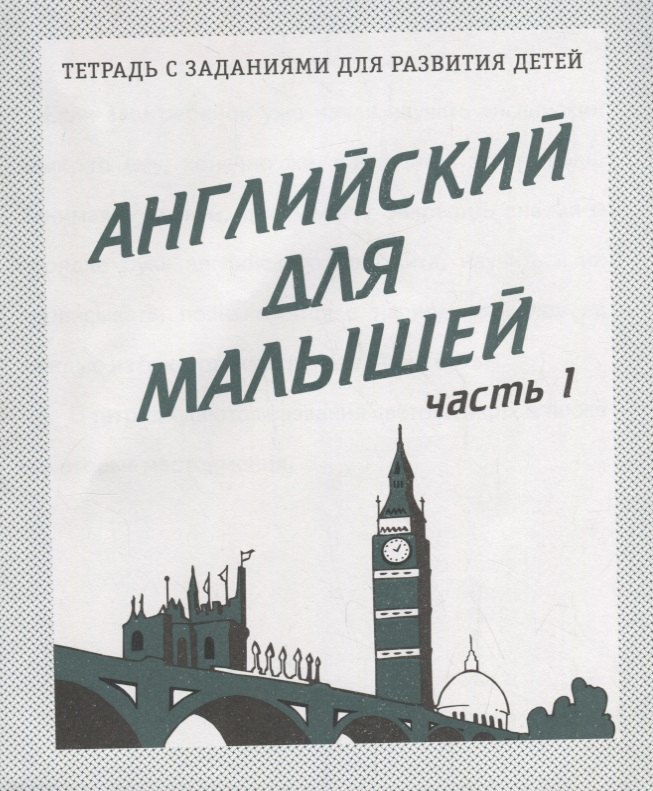 ТЕТРАДЬ С ЗАДАНИЯМИ ДЛЯ РАЗВИТИЯ ДЕТЕЙ
АНГЛИЙСКИЙ
ДЛЯ
МАЛЫШЕЙ
часть 1